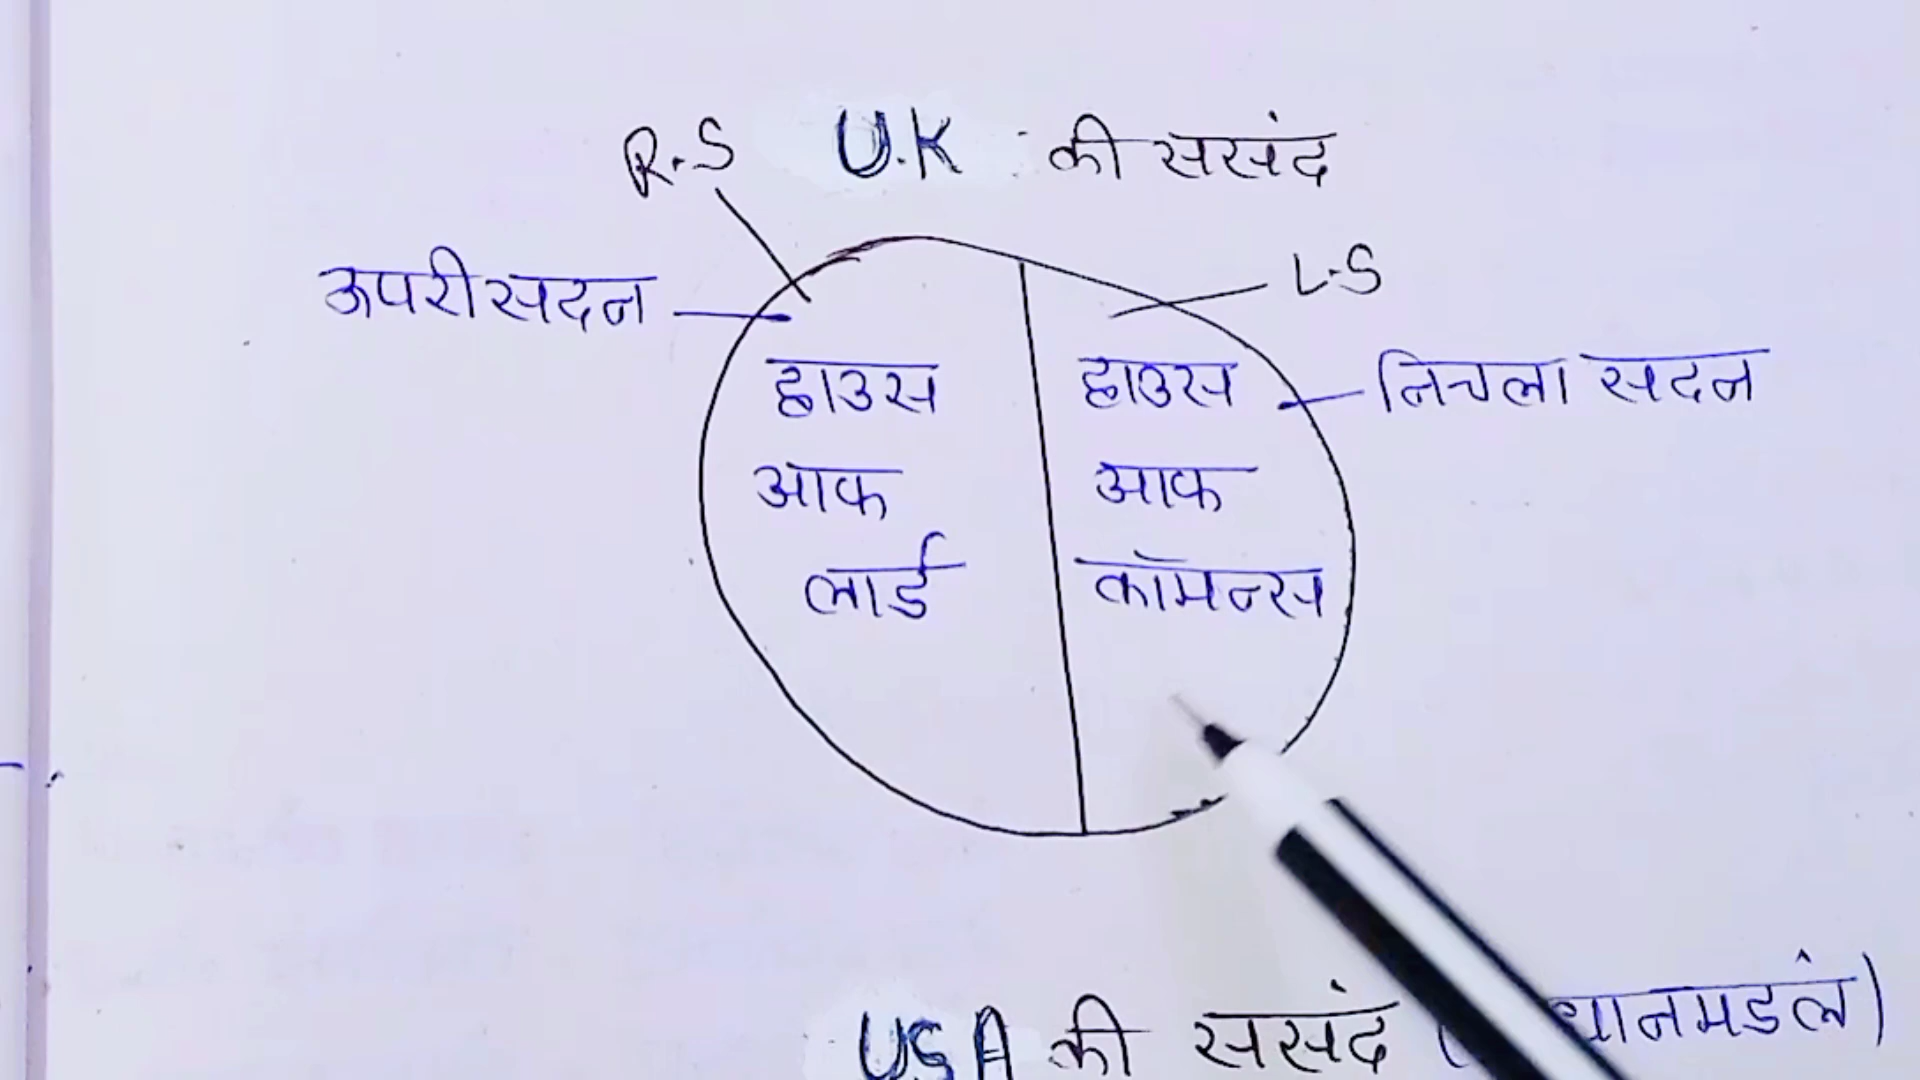 R.S U.K की ससंद
ऊपरी सदन
L.S
हाउस
आफ
लार्ड
हाउस
आफ
कॉमन्स
निचला सदन
USA की ससंद